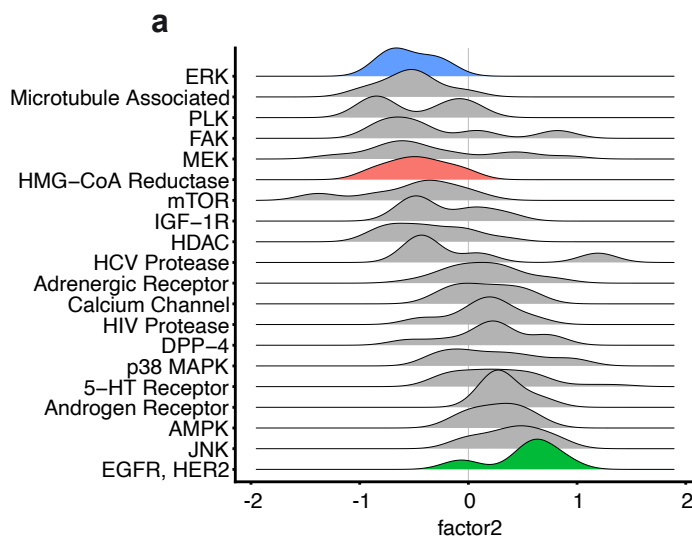 a
ERK
Microtubule Associated
PLK
FAK
MEK
HMG−CoA Reductase
mTOR
IGF−1R
HDAC
HCV Protease
Adrenergic Receptor
Calcium Channel
HIV Protease
DPP−4
p38 MAPK
5−HT Receptor
Androgen Receptor
AMPK
JNK
EGFR, HER2
-2 -1 0 1 2
factor2